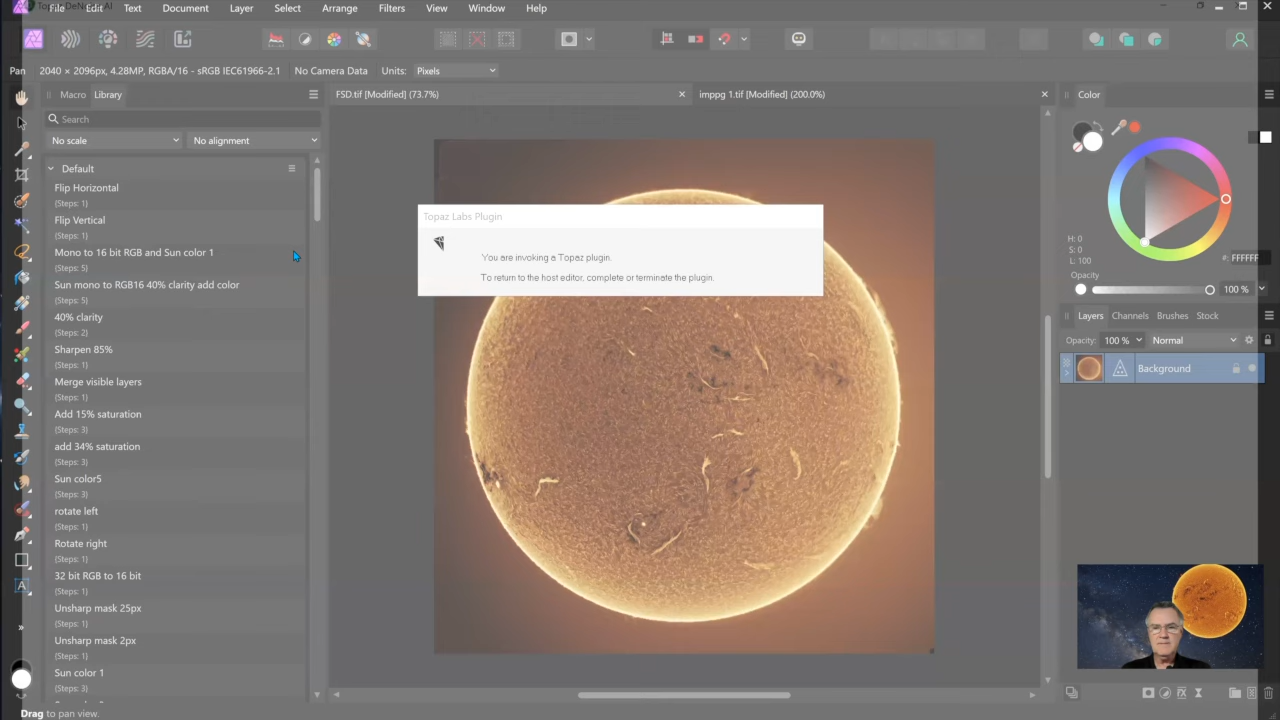 File Edit Text Document Layer Select Arrange Filters View Window Help
Pan 2040 × 2096px, 4.28MP, RGBA/16 - sRGB IEC61966-2.1 No Camera Data Units: Pixels
Macro Library
FSD.tif [Modified] (73.7%)
imppg 1.tif [Modified] (200.0%)
Color
Search
No scale No alignment
Default
Flip Horizontal
(Steps: 1)
Flip Vertical
(Steps: 1)
Mono to 16 bit RGB and Sun color 1
(Steps: 5)
Sun mono to RGB16 40% clarity add color
(Steps: 5)
40% clarity
(Steps: 2)
Sharpen 85%
(Steps: 1)
Merge visible layers
(Steps: 1)
Add 15% saturation
(Steps: 3)
add 34% saturation
(Steps: 3)
Sun color5
(Steps: 3)
rotate left
(Steps: 1)
Rotate right
(Steps: 1)
32 bit RGB to 16 bit
(Steps: 1)
Unsharp mask 25px
(Steps: 1)
Unsharp mask 2px
(Steps: 1)
Sun color 1
(Steps: 3)
Drag to pan view.
Topaz Labs Plugin
You are invoking a Topaz plugin.
To return to the host editor, complete or terminate the plugin.
H: 0
S: 0
L: 100
#: FFFFFF
Opacity
100 %
Layers Channels Brushes Stock
Opacity: 100 % Normal
Background
A